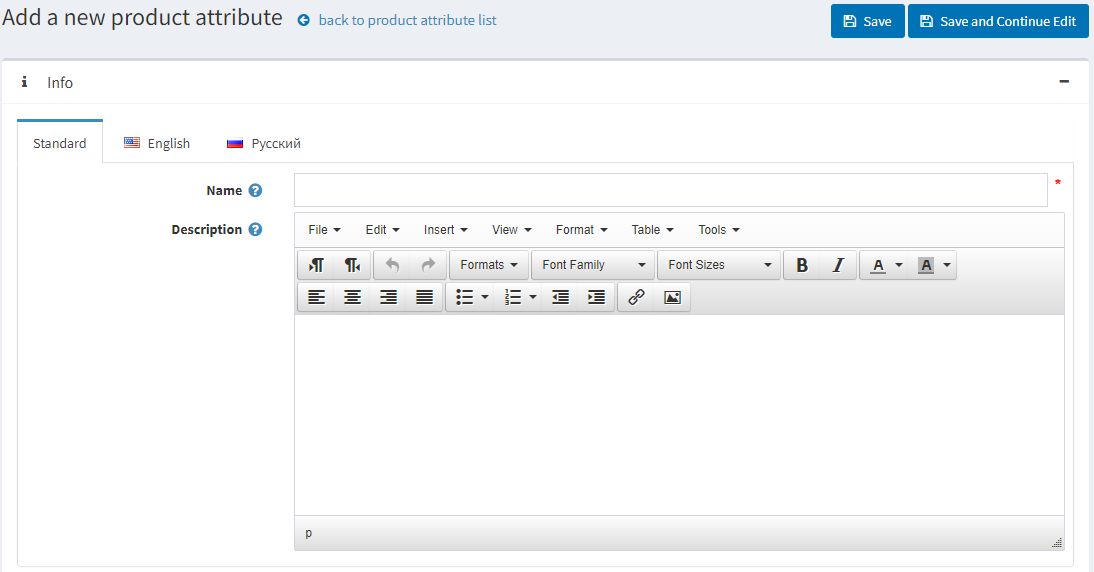 Add a new product attribute back to product attribute list Save Save and Continue Edit
Info
Standard English Русский
Name *
Description File Edit Insert View Format Table Tools
Formats Font Family Font Sizes B I A A
p